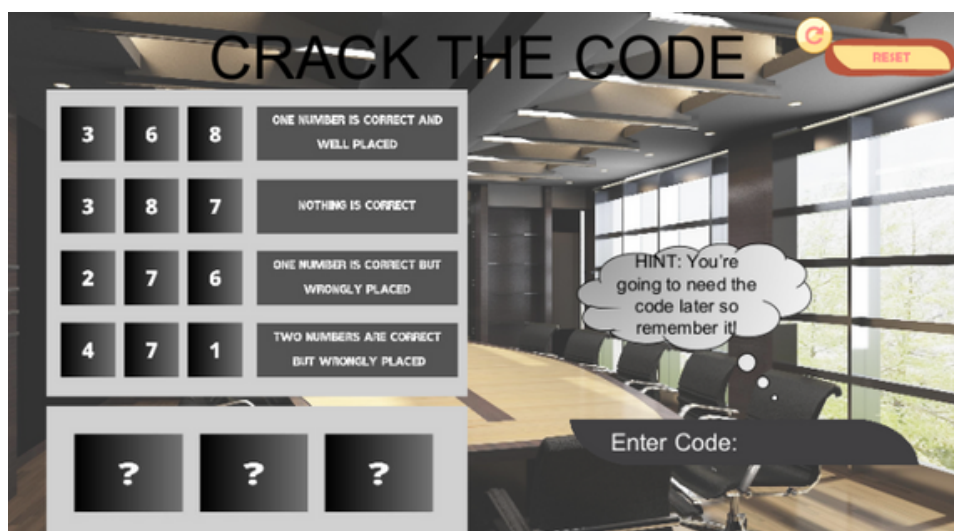 CRACK THE CODE
RESET
3 6 8
ONE NUMBER IS CORRECT AND
WELL PLACED
3 8 7
NOTHING IS CORRECT
2 7 6
ONE NUMBER IS CORRECT BUT
WRONGLY PLACED
4 7 1
TWO NUMBERS ARE CORRECT
BUT WRONGLY PLACED
? ? ?
HINT: You're
going to need the
code later so
remember it!
Enter Code: